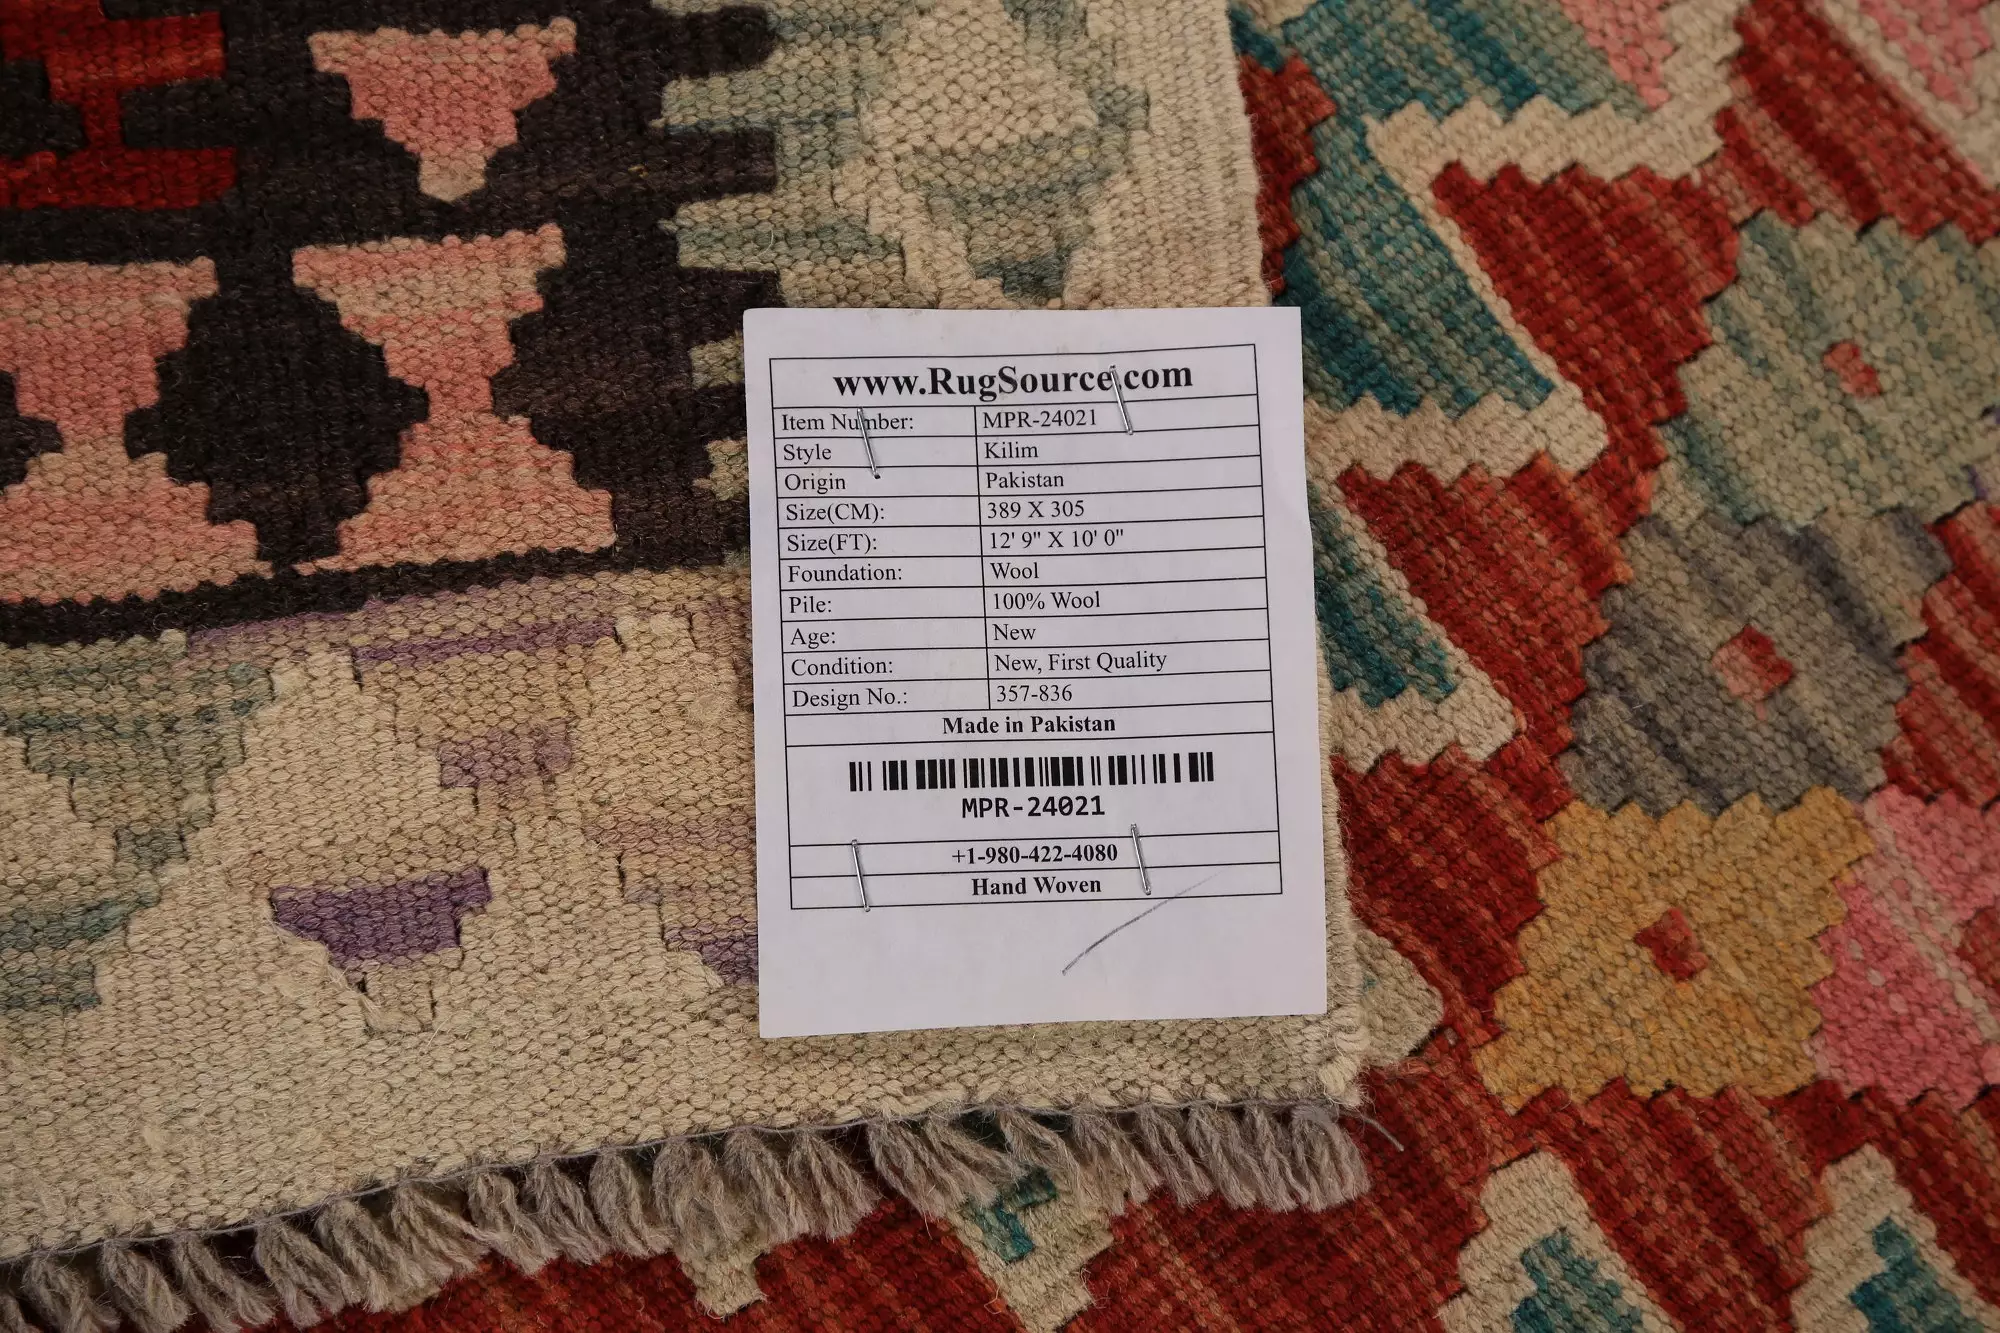 www.RugSource.com
Item Number: MPR-24021
Style Kilim
Origin Pakistan
Size(CM): 389 X 305
Size(FT): 12' 9" X 10' 0"
Foundation: Wool
Pile: 100% Wool
Age: New
Condition: New, First Quality
Design No.: 357-836
Made in Pakistan
MPR-24021
+1-980-422-4080
Hand Woven